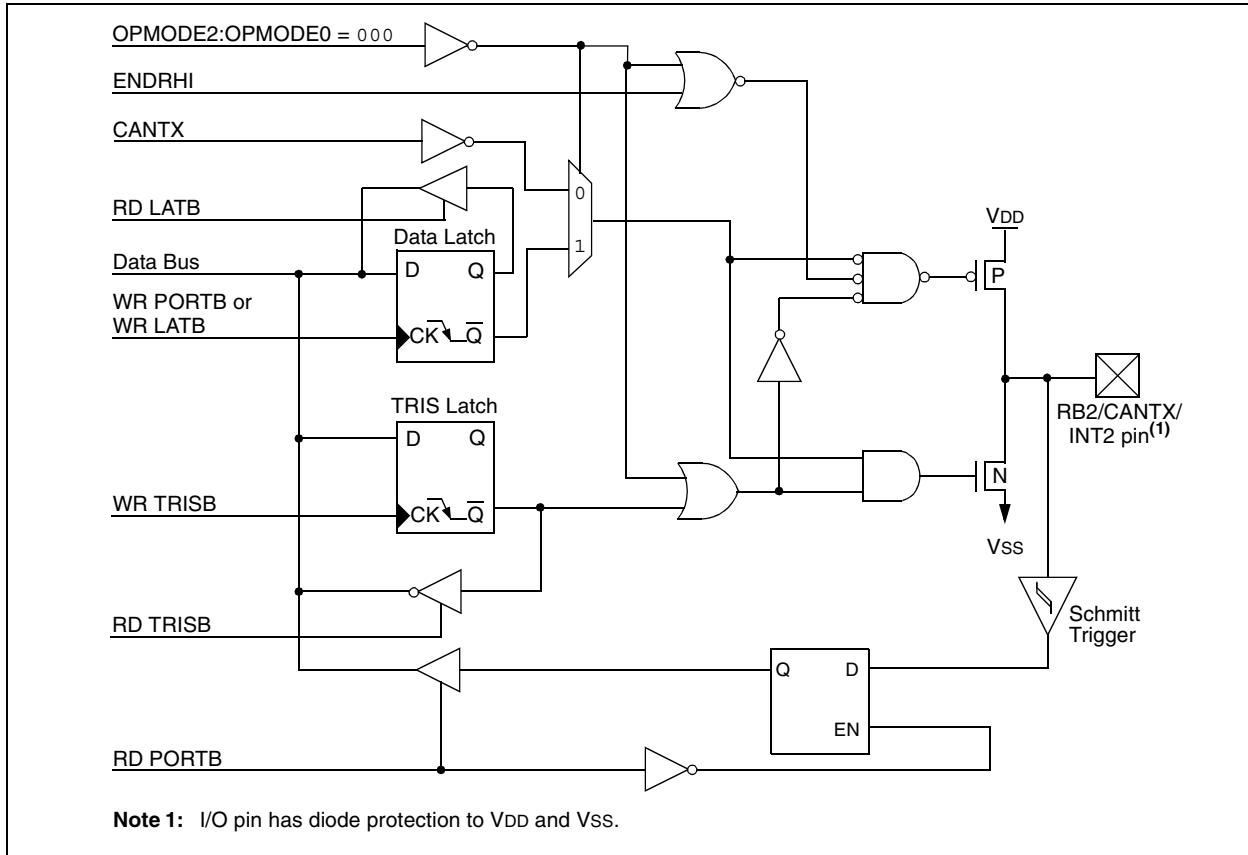 OPMODE2:OPMODE0 = 000
ENDRHI
CANTX
0
RD LATB
Data Latch
VDD
1
Data Bus
D Q
P
WR PORTB or
WR LATB
CK Q
TRIS Latch
RB2/CANTX/
INT2 pin(1)
D Q
N
WR TRISB
CK Q
VSS
Schmitt
Trigger
RD TRISB
Q D
EN
RD PORTB
Note 1: I/O pin has diode protection to VDD and VSS.